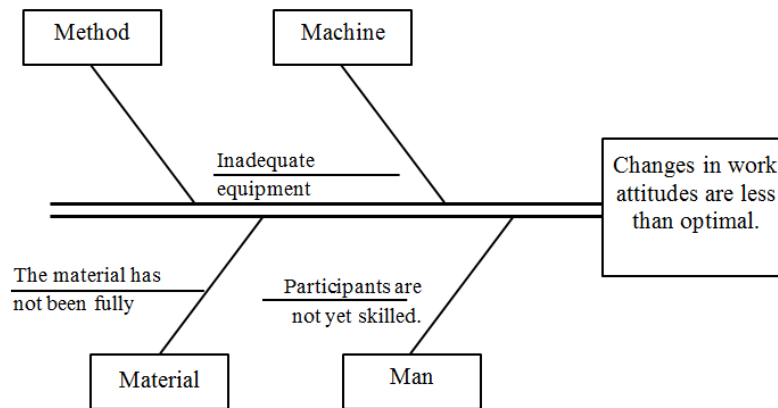 Method
Machine
Inadequate
equipment
Changes in work
attitudes are less
than optimal.
The material has
not been fully
Participants are
not yet skilled.
Material
Man